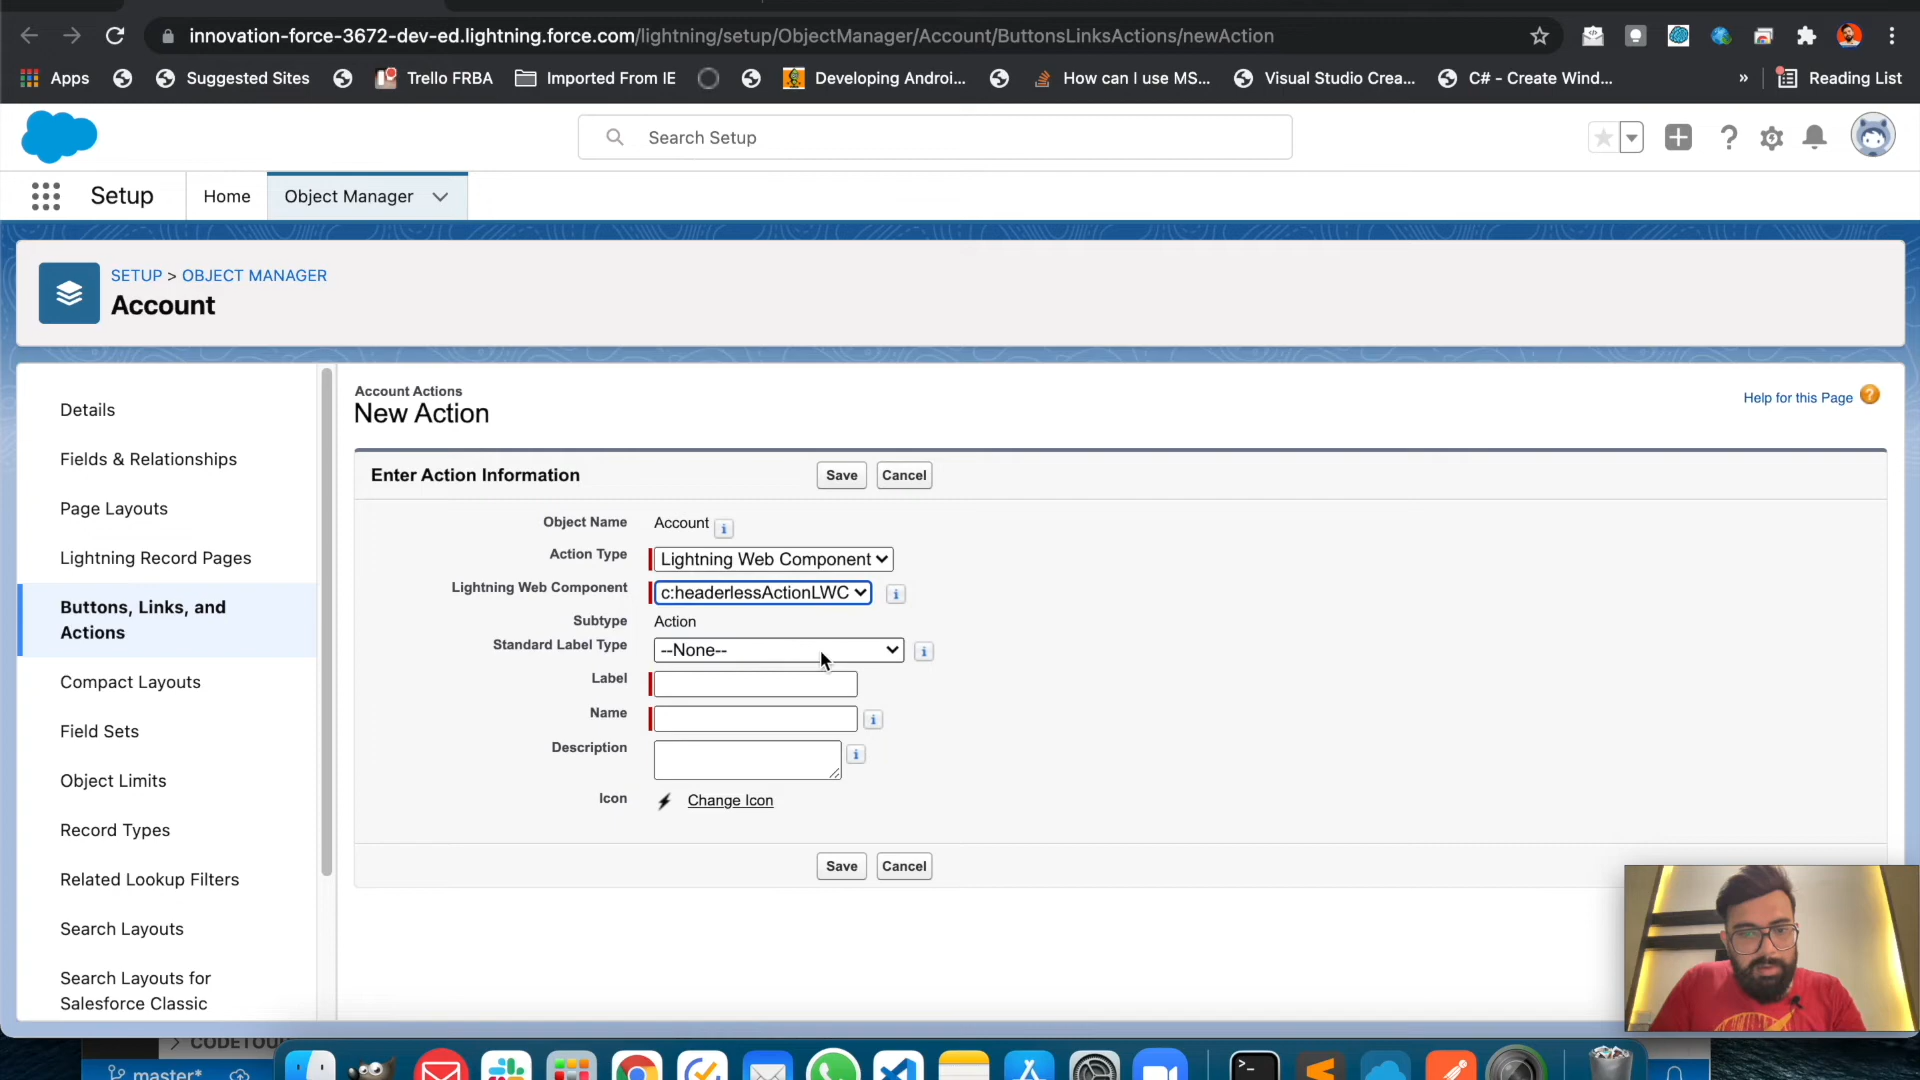 innovation-force-3672-dev-ed.lightning.force.com/lightning/setup/ObjectManager/Account/ButtonsLinksActions/newAction
Apps Suggested Sites Trello FRBA Imported From IE Developing Androi... How can I use MS... Visual Studio Crea... C# - Create Wind... » Reading List
Search Setup
Setup Home Object Manager
SETUP > OBJECT MANAGER
Account
Details
Fields & Relationships
Page Layouts
Lightning Record Pages
Buttons, Links, and
Actions
Compact Layouts
Field Sets
Object Limits
Record Types
Related Lookup Filters
Search Layouts
Search Layouts for
Salesforce Classic
Account Actions
New Action
Help for this Page ?
Enter Action Information Save Cancel
Object Name Account i
Action Type Lightning Web Component
Lightning Web Component c:headerlessActionLWC i
Subtype Action
Standard Label Type --None-- i
Label
Name i
Description i
Icon Change Icon
Save Cancel
master*